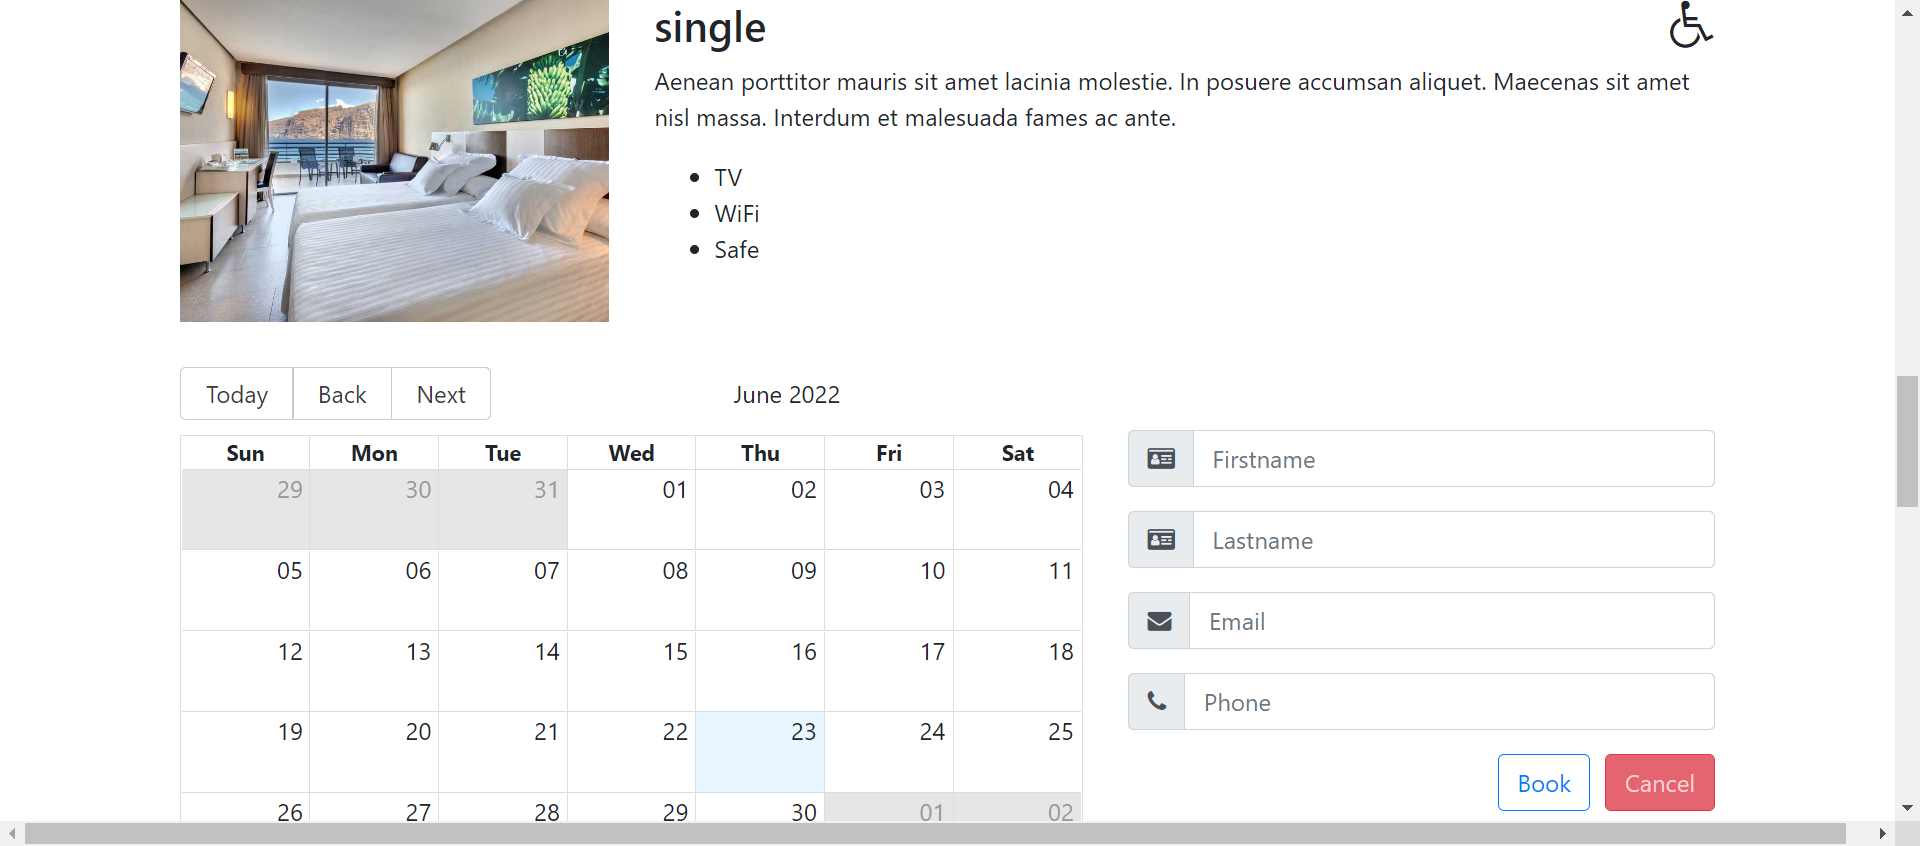 single
Aenean porttitor mauris sit amet lacinia molestie. In posuere accumsan aliquet. Maecenas sit amet
nisl massa. Interdum et malesuada fames ac ante.
TV
WiFi
Safe
Today Back Next June 2022
Sun Mon Tue Wed Thu Fri Sat
29 30 31 01 02 03 04
05 06 07 08 09 10 11
12 13 14 15 16 17 18
19 20 21 22 23 24 25
26 27 28 29 30 01 02
Firstname
Lastname
Email
Phone
Book Cancel